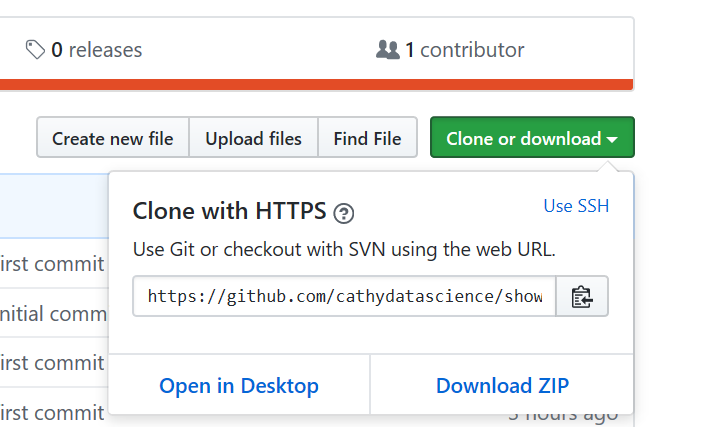 0 releases
1 contributor
Create new file
Upload files
Find File
Clone or download
Clone with HTTPS
Use SSH
Use Git or checkout with SVN using the web URL.
https://github.com/cathydatascience/show
Open in Desktop
Download ZIP
irst commit
nitial comm
irst commit
irst commit
hours ago